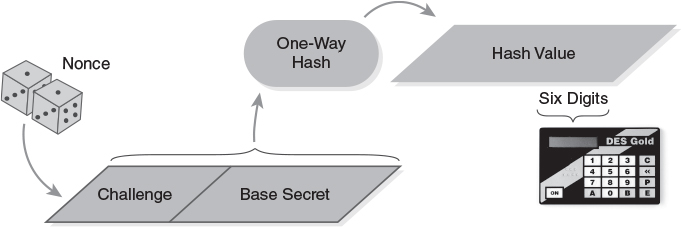 Nonce
One-Way
Hash
Hash Value
Six Digits
DES Gold
1 2 3 C
4 5 6 «
7 8 9 P
ON A 0 B E
Challenge
Base Secret